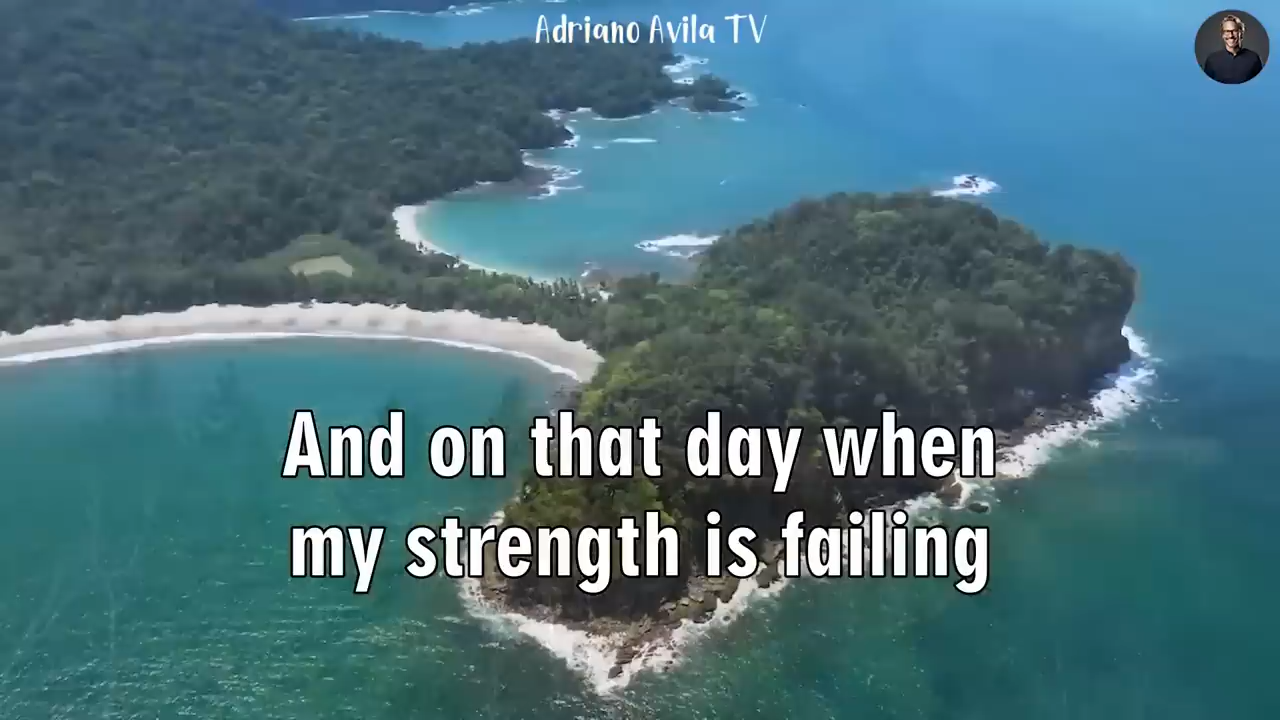 Adriano Avila TV
And on that day when
my strength is failing